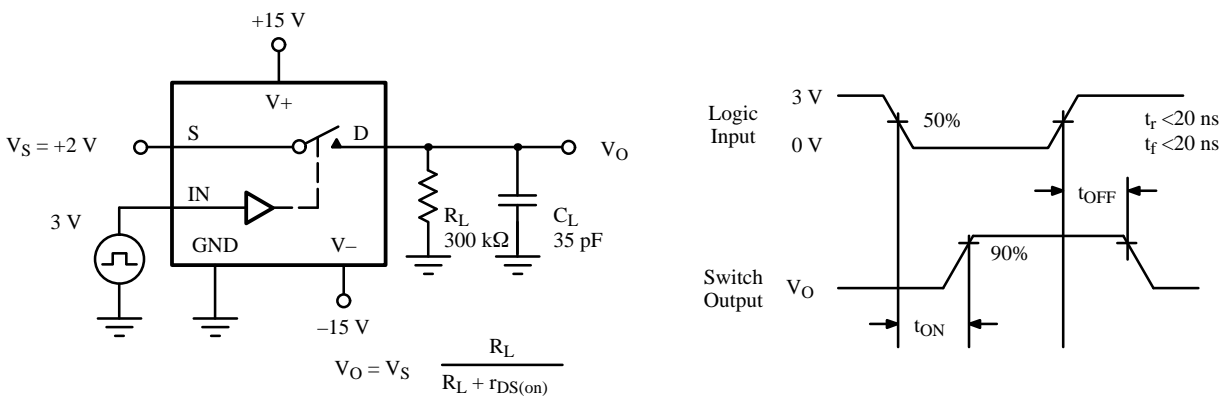 +15 V
V+
S
D
V_S = +2 V
V_O
IN
3 V
R_L
300 kΩ
C_L
35 pF
GND
V–
–15 V
V_O = V_S R_L / R_L + r_DS(on)
Logic
Input
3 V
0 V
50%
t_r <20 ns
t_f <20 ns
t_OFF
90%
Switch
Output
V_O
t_ON